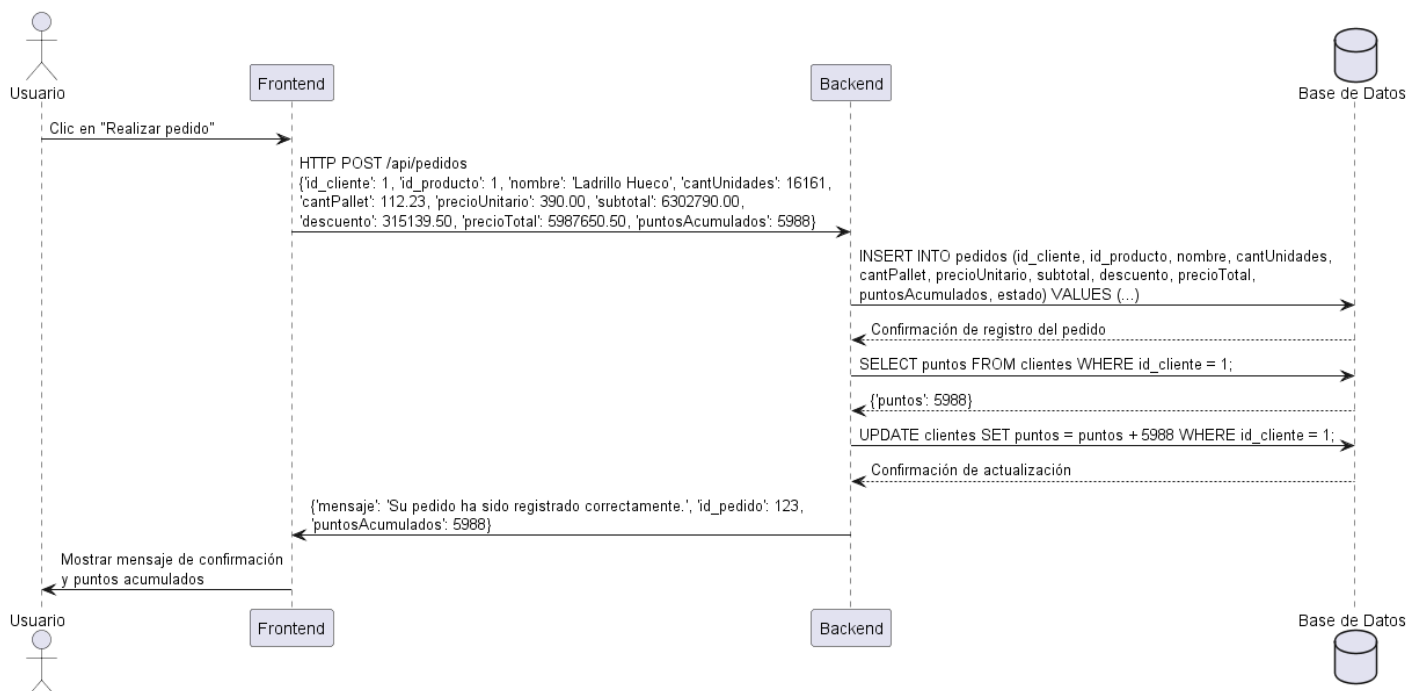 Usuario
Frontend
Backend
Base de Datos
Clic en "Realizar pedido"
HTTP POST /api/pedidos
{'id_cliente': 1, 'id_producto': 1, 'nombre': 'Ladrillo Hueco', 'cantUnidades': 16161,
'cantPallet': 112.23, 'precioUnitario': 390.00, 'subtotal': 6302790.00,
'descuento': 315139.50, 'precioTotal': 5987650.50, 'puntosAcumulados': 5988}
INSERT INTO pedidos (id_cliente, id_producto, nombre, cantUnidades,
cantPallet, precioUnitario, subtotal, descuento, precioTotal,
puntosAcumulados, estado) VALUES (...)
Confirmación de registro del pedido
SELECT puntos FROM clientes WHERE id_cliente = 1;
{'puntos': 5988}
UPDATE clientes SET puntos = puntos + 5988 WHERE id_cliente = 1;
Confirmación de actualización
{'mensaje': 'Su pedido ha sido registrado correctamente.', 'id_pedido': 123,
'puntosAcumulados': 5988}
Mostrar mensaje de confirmación
y puntos acumulados
Usuario
Frontend
Backend
Base de Datos